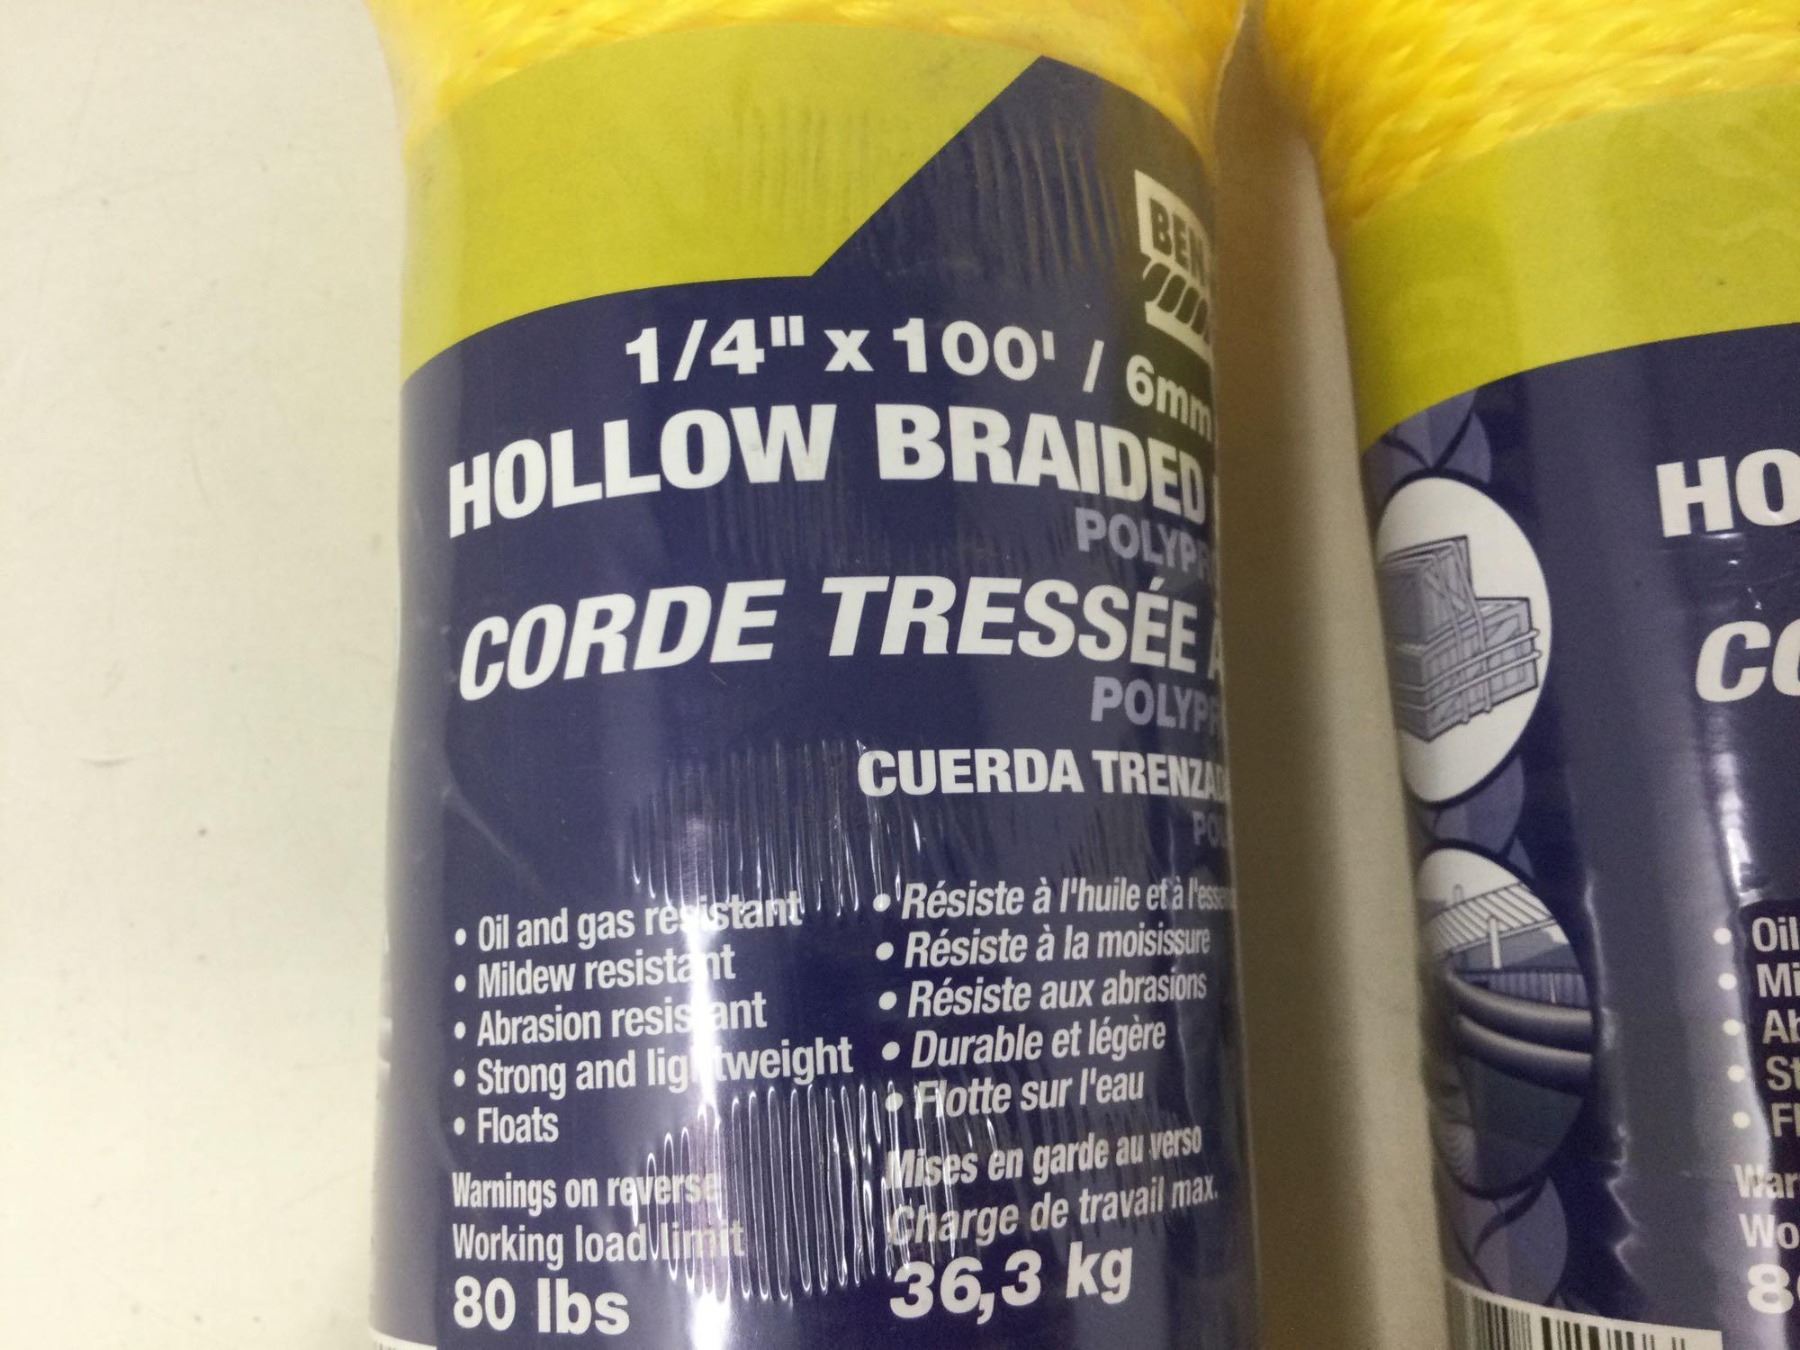 BEN
1/4" x 100' / 6mm
HOLLOW BRAIDED
CORDE TRESSÉE
CUERDA
• Oil and gas resistant
• Mildew resistant
• Abrasion resistant
• Strong and lightweight
• Floats
Warnings on reverse
Working load limit
80 lbs
• Résiste à l'huile et à
• Résiste à la moisissure
• Résiste aux abrasions
• Durable et légère
• Flotte sur l'eau
Mises en garde au verso
Charge de travail max.
36,3 kg
HO
CO
• Oil